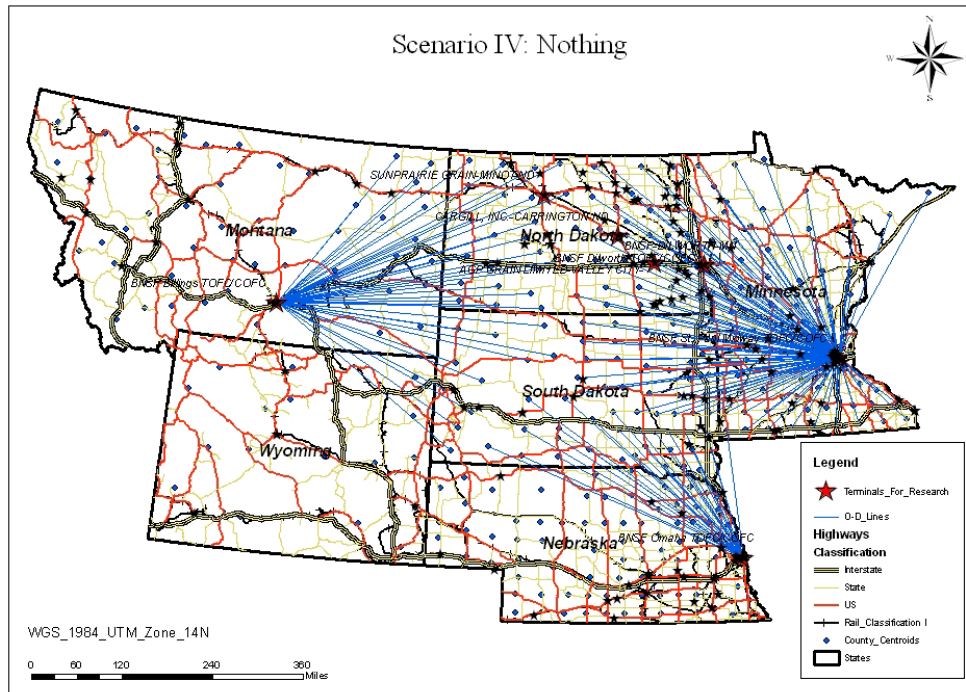 Scenario IV: Nothing
N
W
E
S
SUNPRAIRIE GRAIN-MINOT ND
CARGILL, INC.-CARRINGTON ND
North Dakota
Montana
BNSF Billings TOFC/COFC
Minnesota
South Dakota
Wyoming
Nebraska
BNSF Omaha TOFC/COFC
Legend
Terminals_For_Research
O-D_Lines
Highways
Classification
Interstate
State
US
Rail_Classification I
County_Centroids
States
WGS_1984_UTM_Zone_14N
0 30 60 120 240 360
Miles